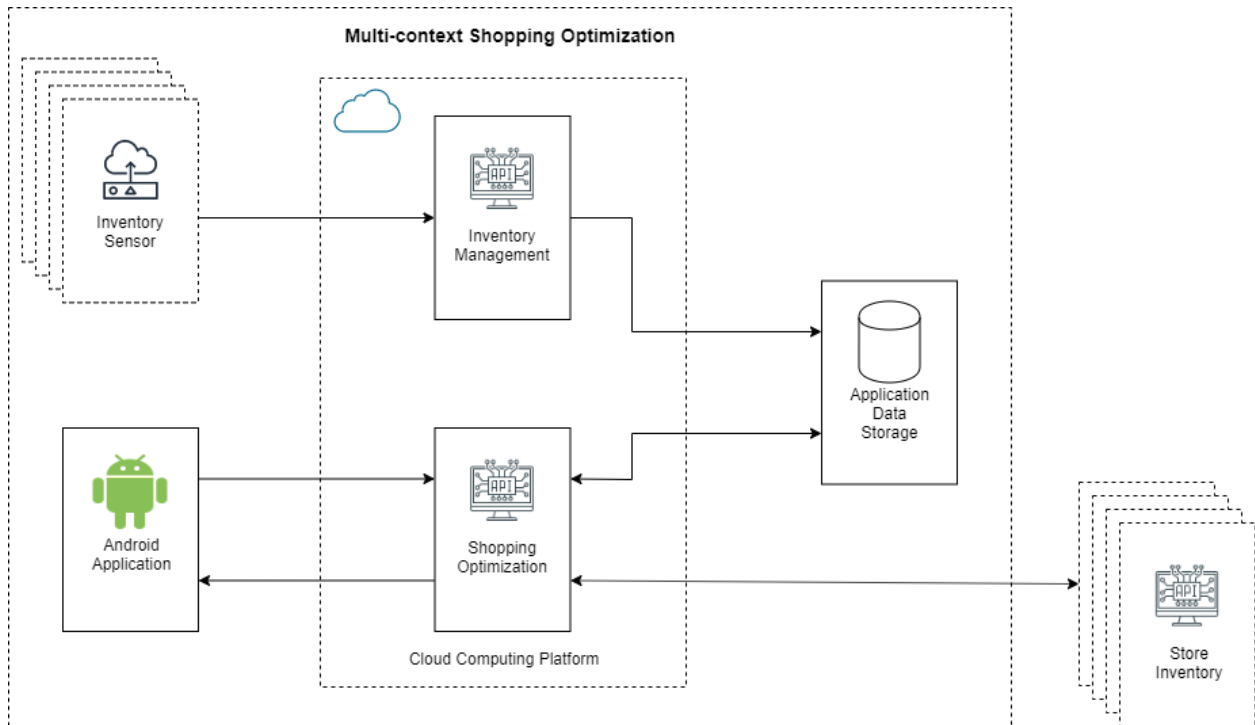 Multi-context Shopping Optimization
Inventory
Sensor
API
Inventory
Management
Application
Data
Storage
Android
Application
API
Shopping
Optimization
Cloud Computing Platform
API
Store
Inventory